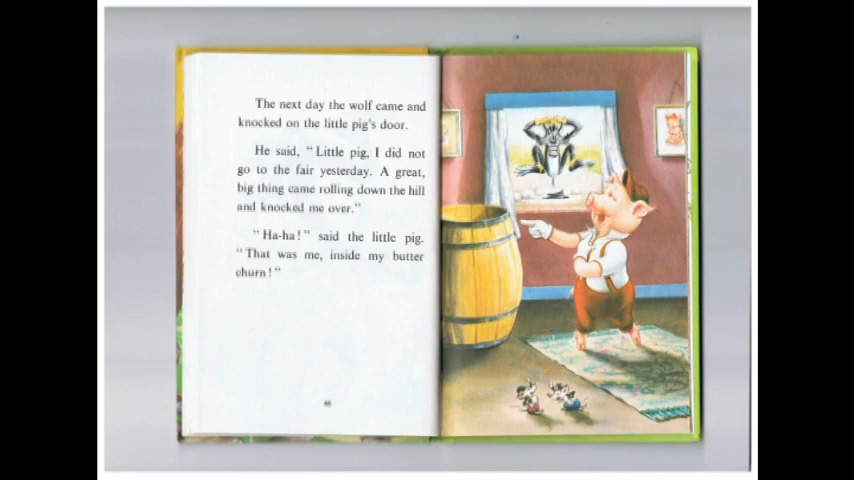 The next day the wolf came and
knocked on the little pig's door.
He said, "Little pig, I did not
go to the fair yesterday. A great,
big thing came rolling down the hill
and knocked me over."
"Ha-ha!" said the little pig.
"That was me, inside my butter
churn!"
66